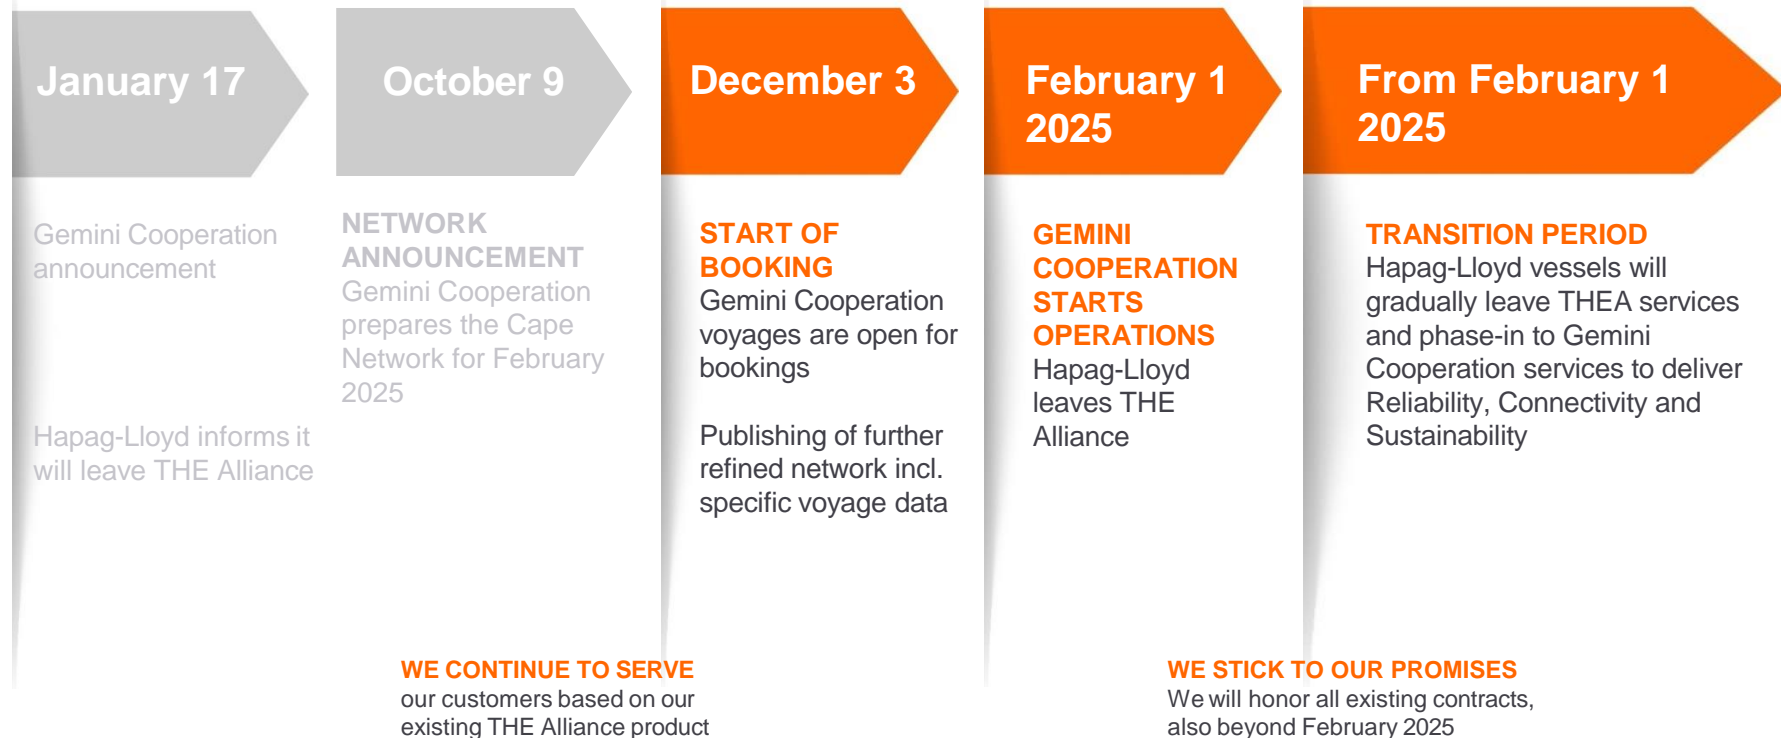 January 17
Gemini Cooperation
announcement
Hapag-Lloyd informs it
will leave THE Alliance
October 9
NETWORK
ANNOUNCEMENT
Gemini Cooperation
prepares the Cape
Network for February
2025
December 3
START OF
BOOKING
Gemini Cooperation
voyages are open for
bookings
Publishing of further
refined network incl.
specific voyage data
February 1
2025
GEMINI
COOPERATION
STARTS
OPERATIONS
Hapag-Lloyd
leaves THE
Alliance
From February 1
2025
TRANSITION PERIOD
Hapag-Lloyd vessels will
gradually leave THEA services
and phase-in to Gemini
Cooperation services to deliver
Reliability, Connectivity and
Sustainability
WE CONTINUE TO SERVE
our customers based on our
existing THE Alliance product
WE STICK TO OUR PROMISES
We will honor all existing contracts,
also beyond February 2025